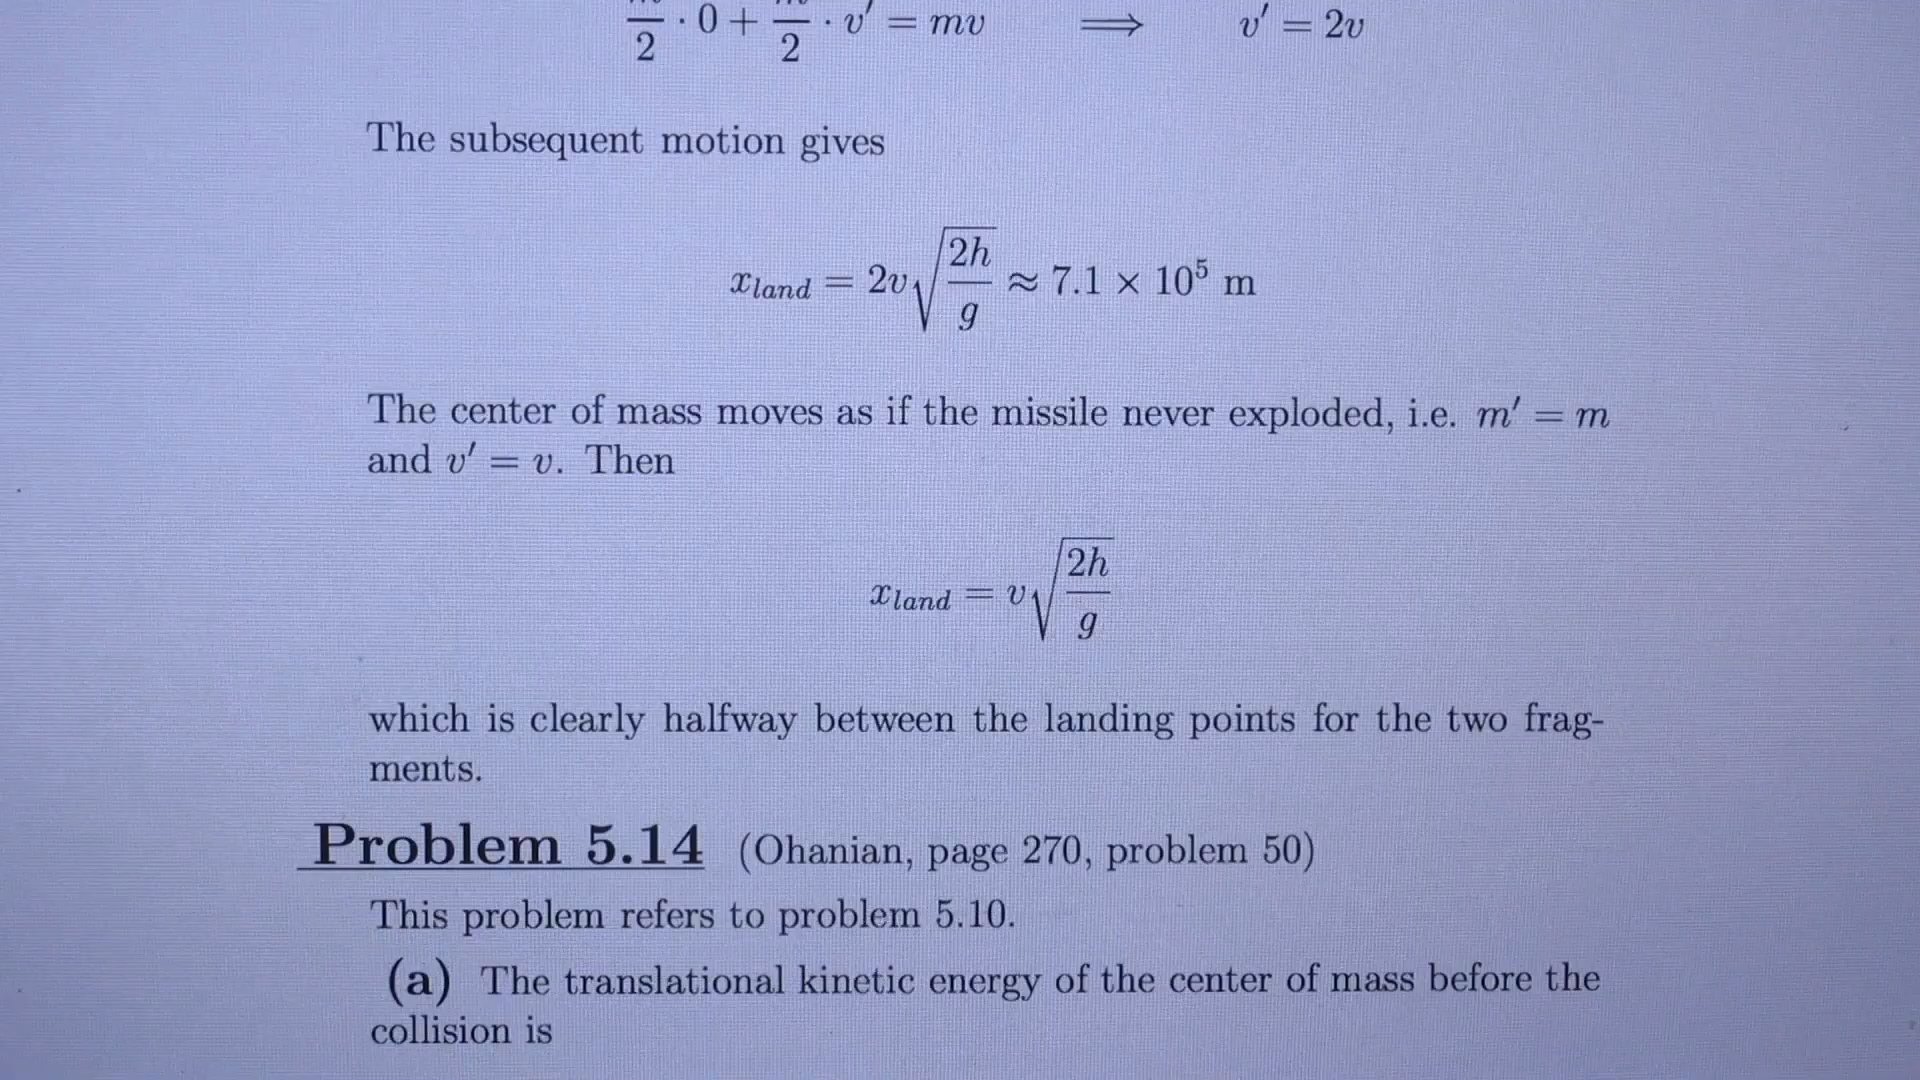 m/2 · 0 + m/2 · v′ = mv ⟹ v′ = 2v
The subsequent motion gives
x_land = 2v√(2h/g) ≈ 7.1 × 10⁵ m
The center of mass moves as if the missile never exploded, i.e. m′ = m
and v′ = v. Then
x_land = v√(2h/g)
which is clearly halfway between the landing points for the two frag-
ments.
Problem 5.14 (Ohanian, page 270, problem 50)
This problem refers to problem 5.10.
(a) The translational kinetic energy of the center of mass before the
collision is